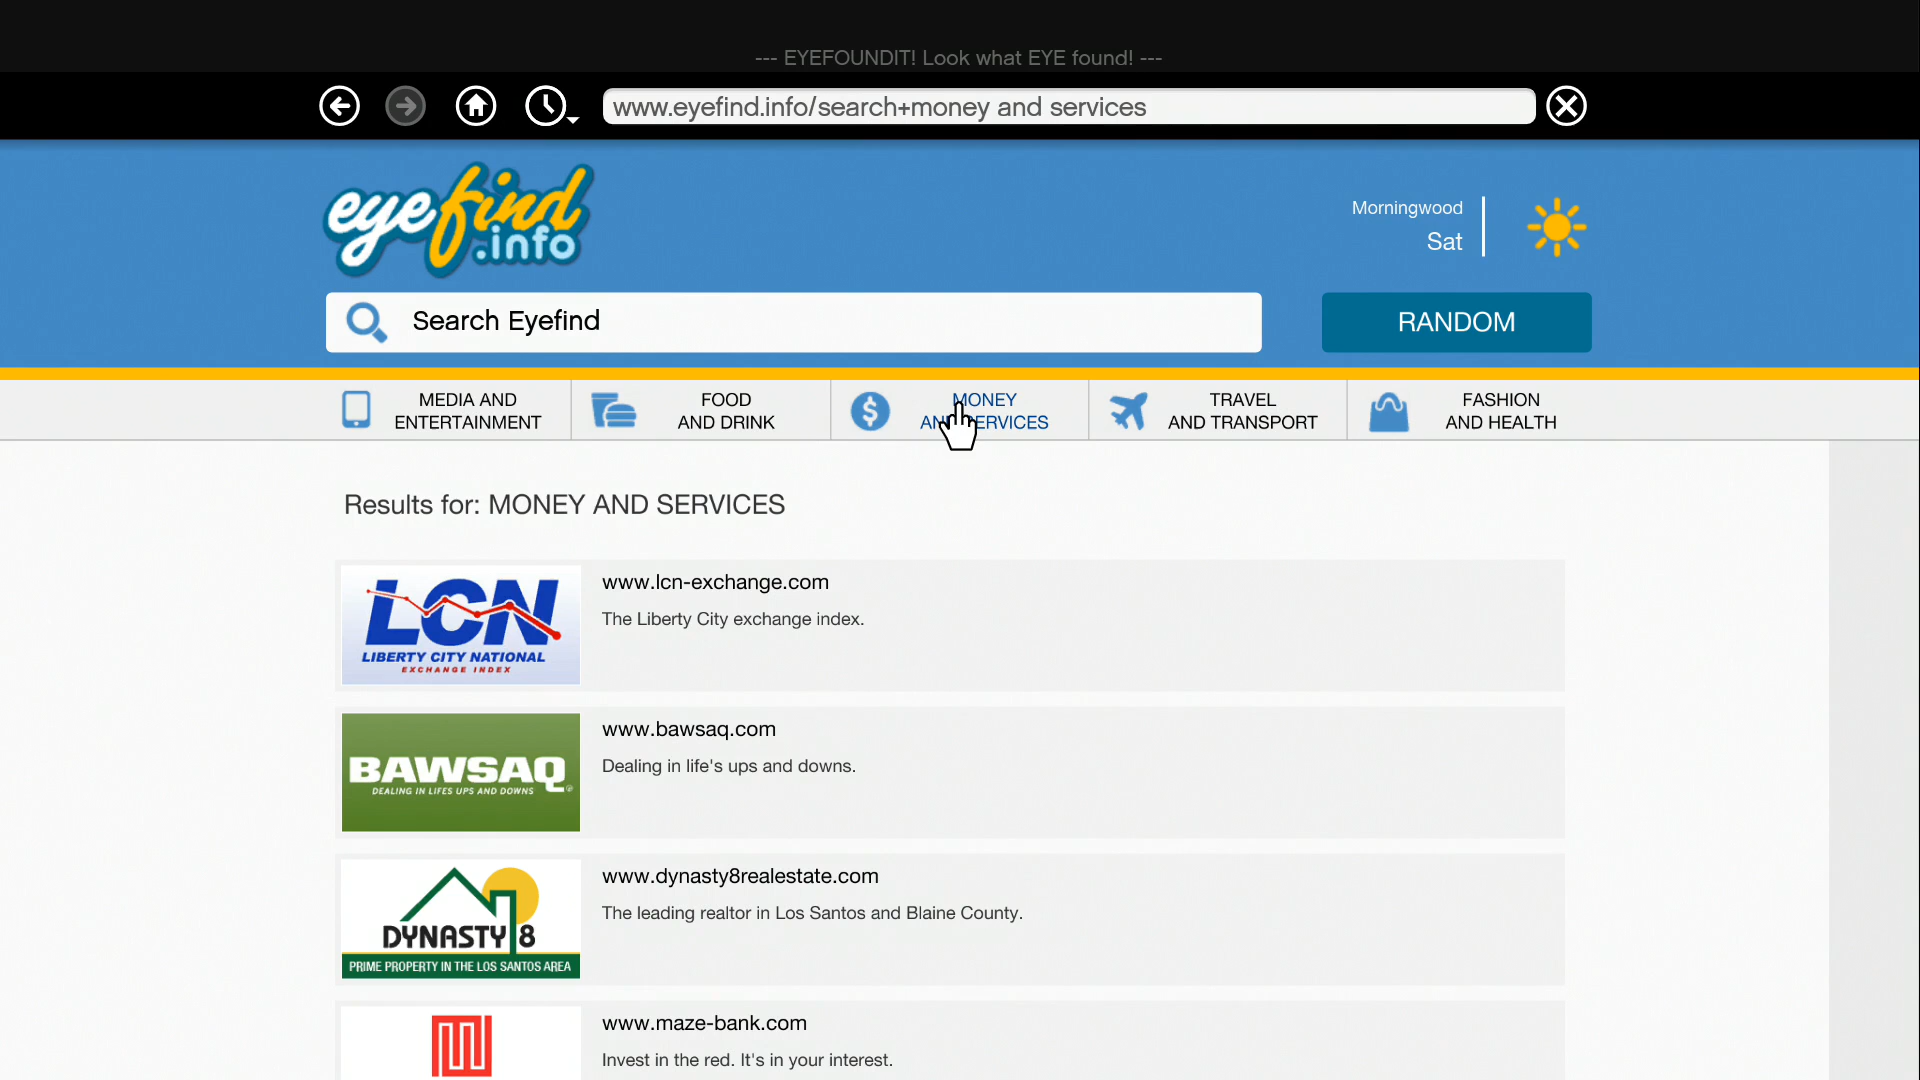 --- EYEFOUNDIT! Look what EYE found! ---
www.eyefind.info/search+money and services
eyefind
.info
Morningwood
Sat
Search Eyefind
RANDOM
MEDIA AND
ENTERTAINMENT
FOOD
AND DRINK
MONEY
AND SERVICES
TRAVEL
AND TRANSPORT
FASHION
AND HEALTH
Results for: MONEY AND SERVICES
LCN
LIBERTY CITY NATIONAL
EXCHANGE INDEX
www.lcn-exchange.com
The Liberty City exchange index.
BAWSAQ
DEALING IN LIFES UPS AND DOWNS
www.bawsaq.com
Dealing in life's ups and downs.
DYNASTY 8
PRIME PROPERTY IN THE LOS SANTOS AREA
www.dynasty8realestate.com
The leading realtor in Los Santos and Blaine County.
www.maze-bank.com
Invest in the red. It's in your interest.